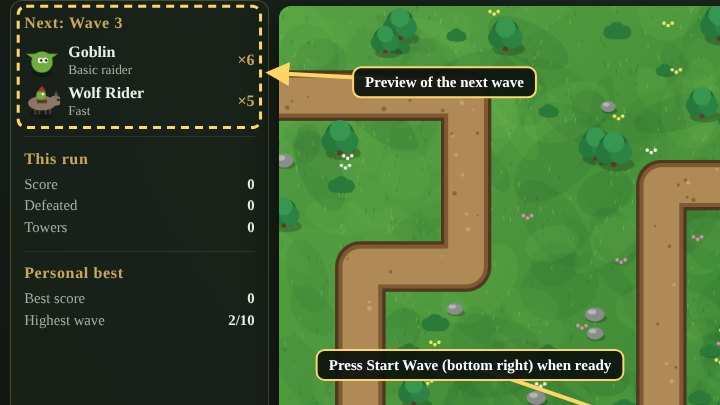 Next: Wave 3
Goblin
Basic raider
×6
Wolf Rider
Fast
×5
Preview of the next wave
This run
Score 0
Defeated 0
Towers 0
Personal best
Best score 0
Highest wave 2/10
Press Start Wave (bottom right) when ready